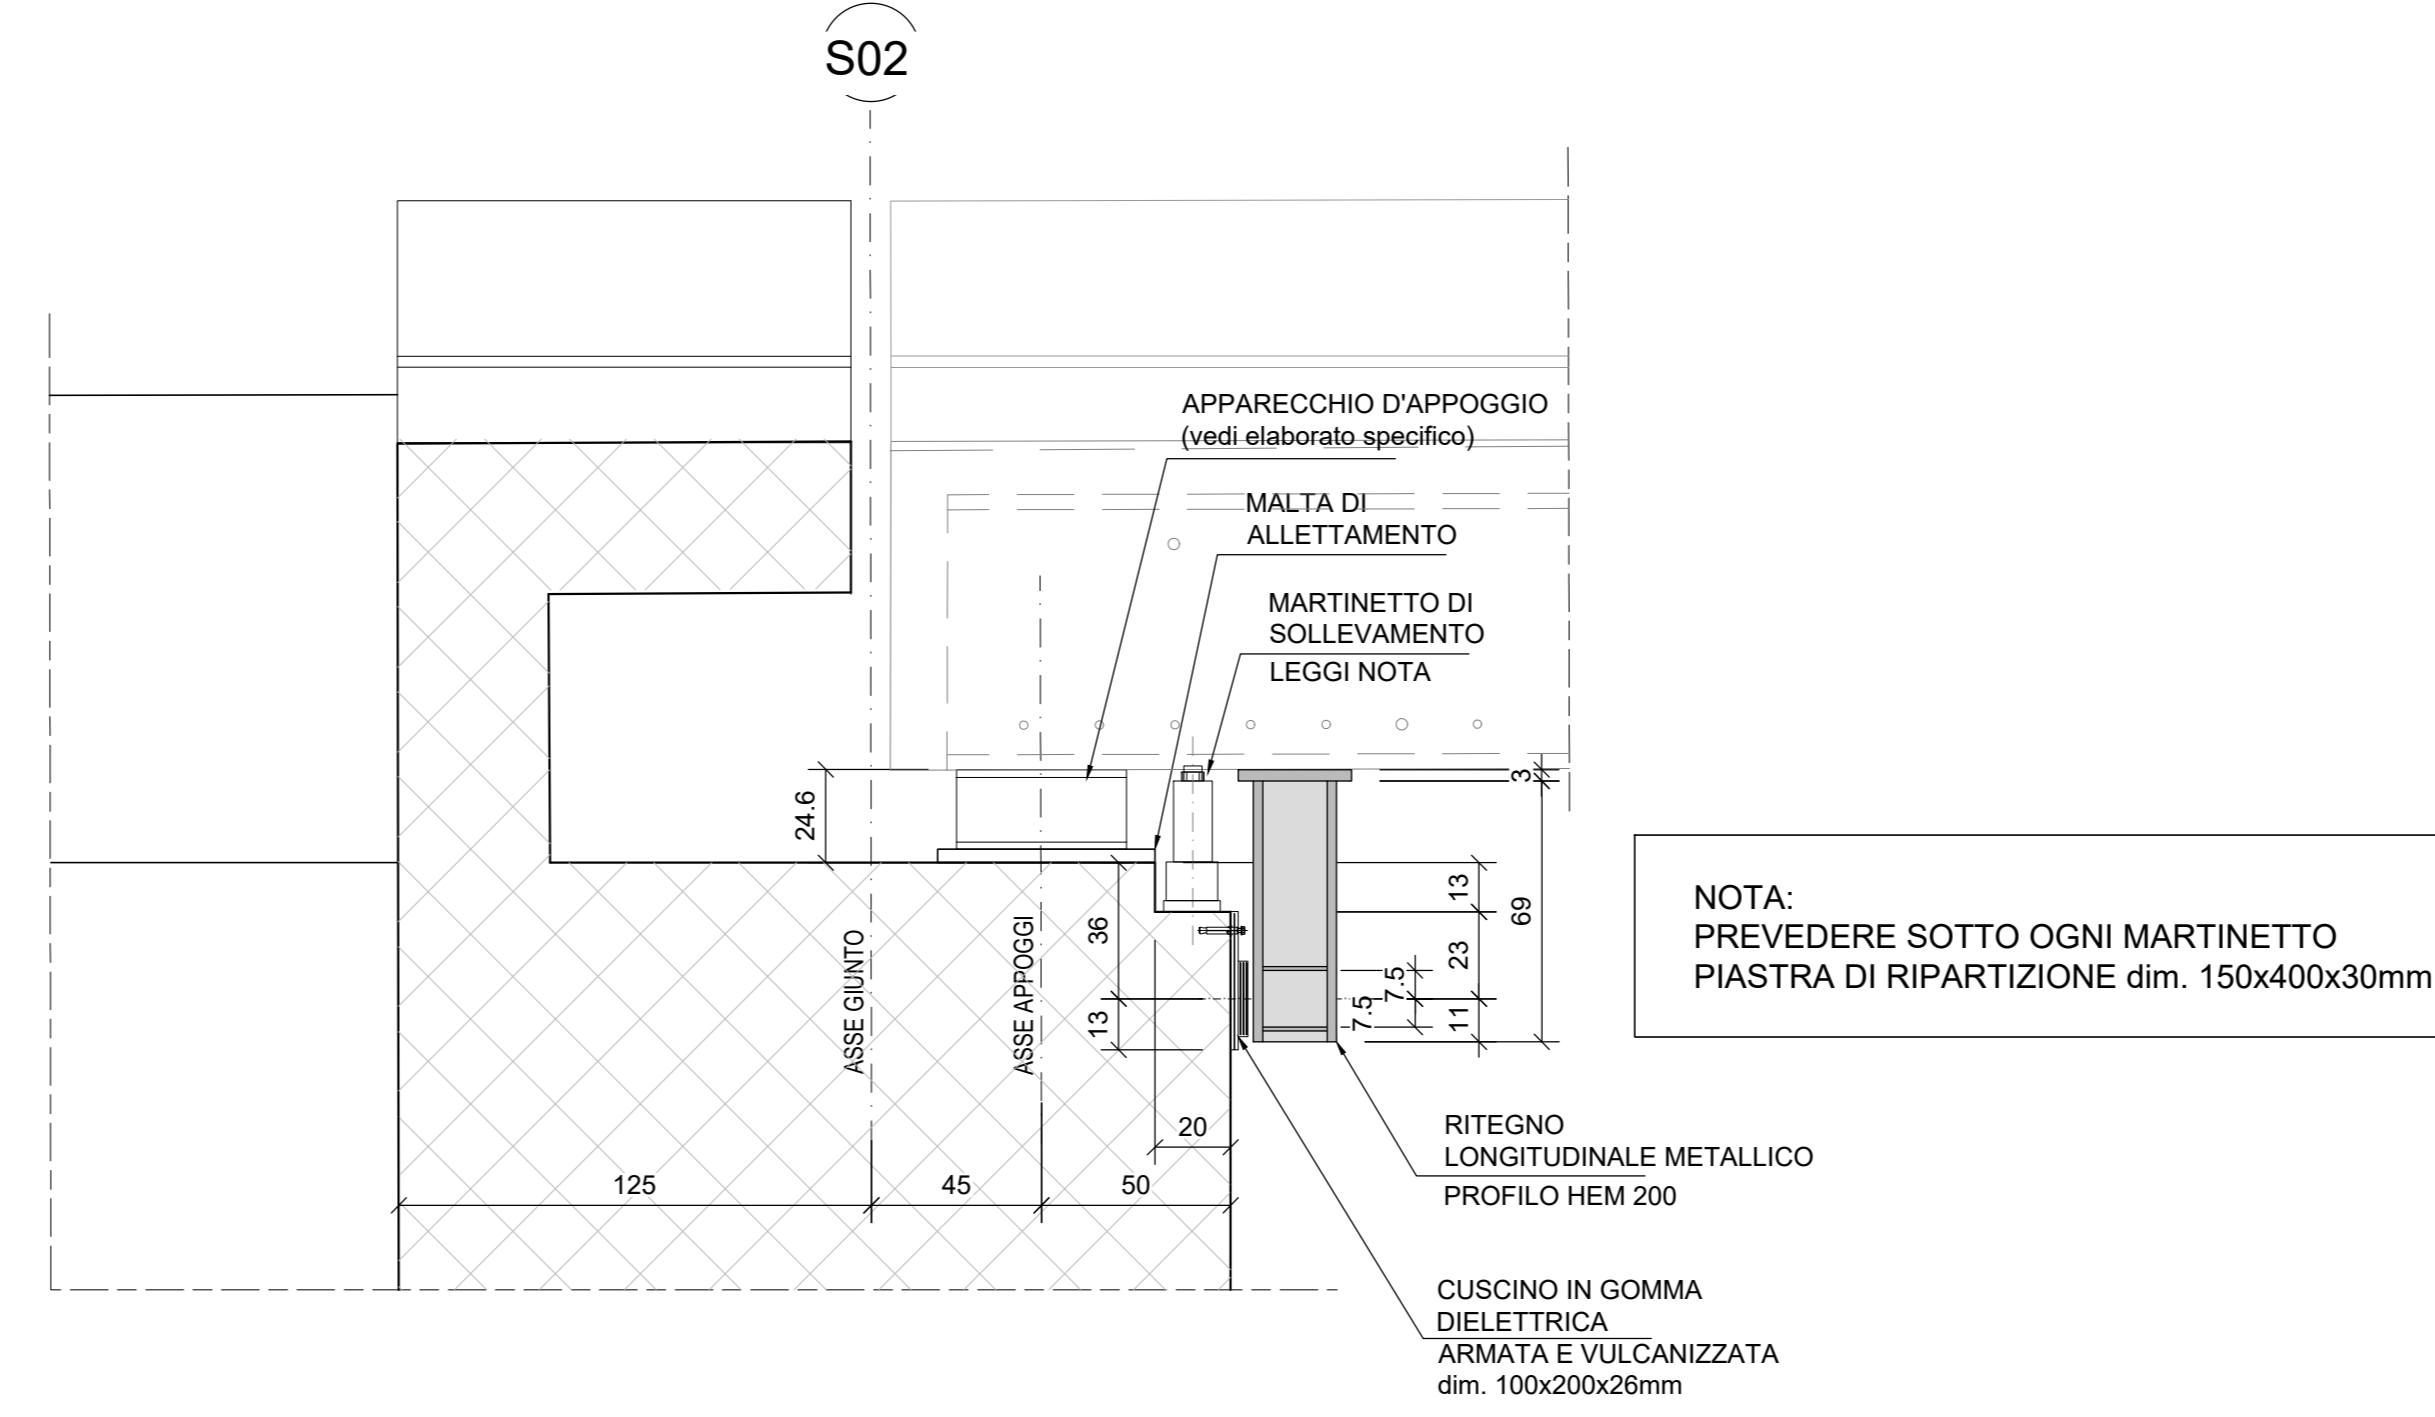 S02
APPARECCHIO D'APPOGGIO
(vedi elaborato specifico)
MALTA DI
ALLETTAMENTO
MARTINETTO DI
SOLLEVAMENTO
LEGGI NOTA
24.6
3
69
13
23
11
7.5
7.5
36
13
ASSE GIUNTO
ASSE APPOGGI
20
125
45
50
NOTA:
PREVEDERE SOTTO OGNI MARTINETTO
PIASTRA DI RIPARTIZIONE dim. 150x400x30mm
RITEGNO
LONGITUDINALE METALLICO
PROFILO HEM 200
CUSCINO IN GOMMA
DIELETTRICA
ARMATA E VULCANIZZATA
dim. 100x200x26mm